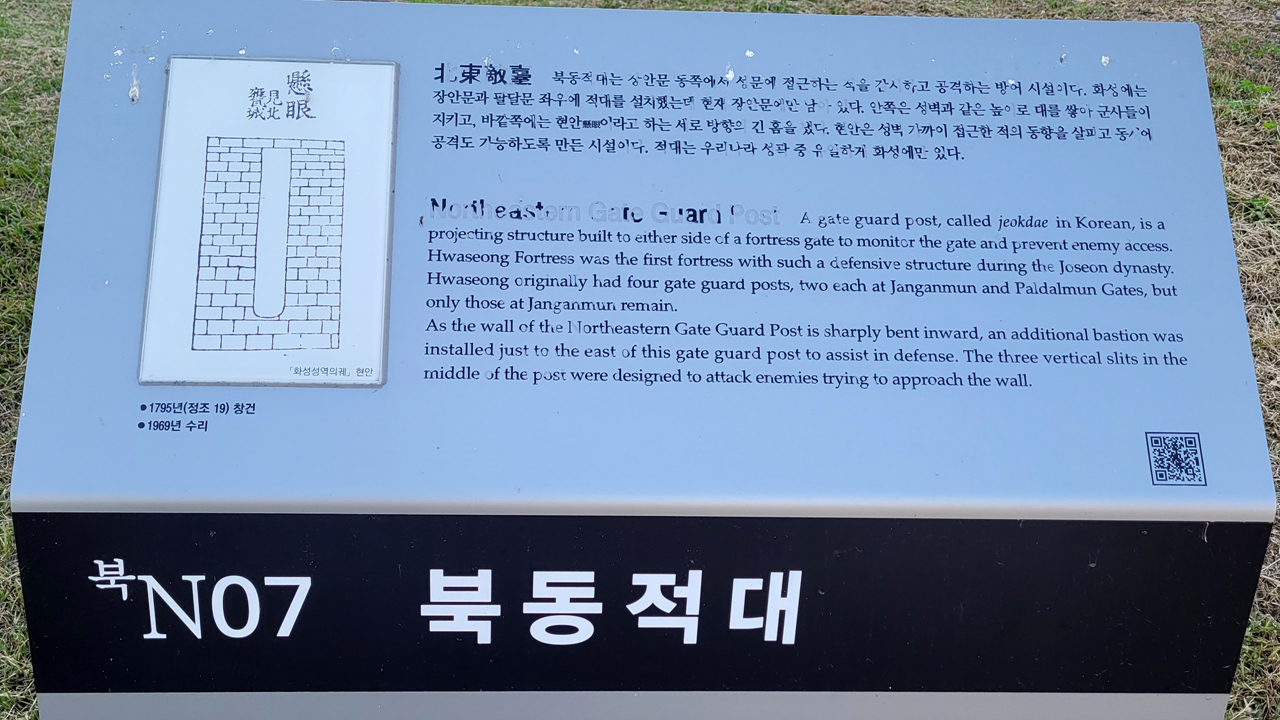 懸眼
見北
甕城
「화성성역의궤」 현안
●1795년(정조 19) 창건
●1969년 수리
北東敵臺 북동적대는 장안문 동쪽에서 성문에 접근하는 적을 감시하고 공격하는 방어 시설이다. 화성에는
장안문과 팔달문 좌우에 적대를 설치했는데 현재 장안문에만 남아 있다. 안쪽은 성벽과 같은 높이로 대를 쌓아 군사들이
지키고, 바깥쪽에는 현안懸眼이라고 하는 세로 방향의 긴 홈을 냈다. 현안은 성벽 가까이 접근한 적의 동향을 살피고 동시에
공격도 가능하도록 만든 시설이다. 적대는 우리나라 성곽 중 유일하게 화성에만 있다.
Northeastern Gate Guard Post A gate guard post, called jeokdae in Korean, is a
projecting structure built to either side of a fortress gate to monitor the gate and prevent enemy access.
Hwaseong Fortress was the first fortress with such a defensive structure during the Joseon dynasty.
Hwaseong originally had four gate guard posts, two each at Janganmun and Paldalmun Gates, but
only those at Janganmun remain.
As the wall of the Northeastern Gate Guard Post is sharply bent inward, an additional bastion was
installed just to the east of this gate guard post to assist in defense. The three vertical slits in the
middle of the post were designed to attack enemies trying to approach the wall.
북N07 북동적대